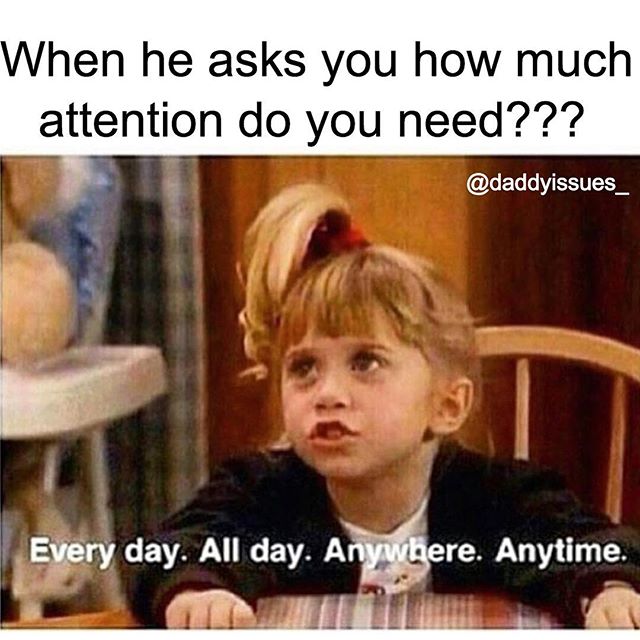 When he asks you how much
attention do you need???
@daddyissues_
Every day. All day. Anywhere. Anytime.